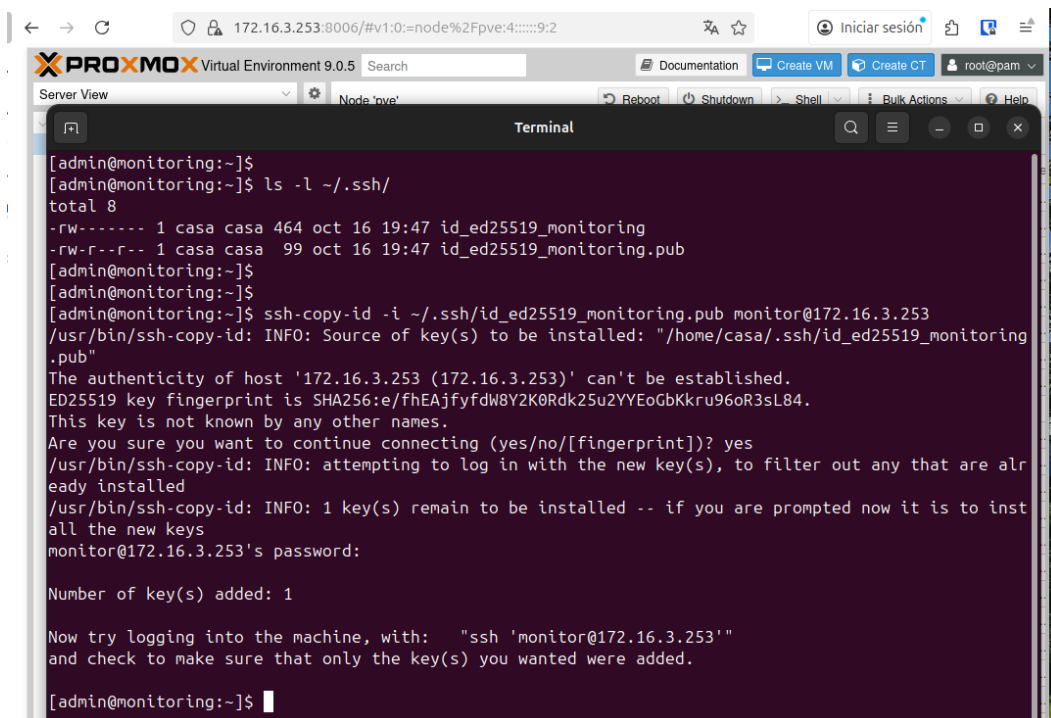 172.16.3.253:8006/#v1:0:=node%2Fpve:4::::::9:2
Iniciar sesión
PROXMOX Virtual Environment 9.0.5 Search
Documentation Create VM Create CT root@pam
Server View
Node 'pve'
Reboot Shutdown >_ Shell Bulk Actions Help
Terminal
[admin@monitoring:~]$
[admin@monitoring:~]$ ls -l ~/.ssh/
total 8
-rw------- 1 casa casa 464 oct 16 19:47 id_ed25519_monitoring
-rw-r--r-- 1 casa casa  99 oct 16 19:47 id_ed25519_monitoring.pub
[admin@monitoring:~]$
[admin@monitoring:~]$
[admin@monitoring:~]$ ssh-copy-id -i ~/.ssh/id_ed25519_monitoring.pub monitor@172.16.3.253
/usr/bin/ssh-copy-id: INFO: Source of key(s) to be installed: "/home/casa/.ssh/id_ed25519_monitoring
.pub"
The authenticity of host '172.16.3.253 (172.16.3.253)' can't be established.
ED25519 key fingerprint is SHA256:e/fhEAjfyfdW8Y2K0Rdk25u2YYEoGbKkru96oR3sL84.
This key is not known by any other names.
Are you sure you want to continue connecting (yes/no/[fingerprint])? yes
/usr/bin/ssh-copy-id: INFO: attempting to log in with the new key(s), to filter out any that are alr
eady installed
/usr/bin/ssh-copy-id: INFO: 1 key(s) remain to be installed -- if you are prompted now it is to inst
all the new keys
monitor@172.16.3.253's password:
Number of key(s) added: 1
Now try logging into the machine, with:   "ssh 'monitor@172.16.3.253'"
and check to make sure that only the key(s) you wanted were added.
[admin@monitoring:~]$